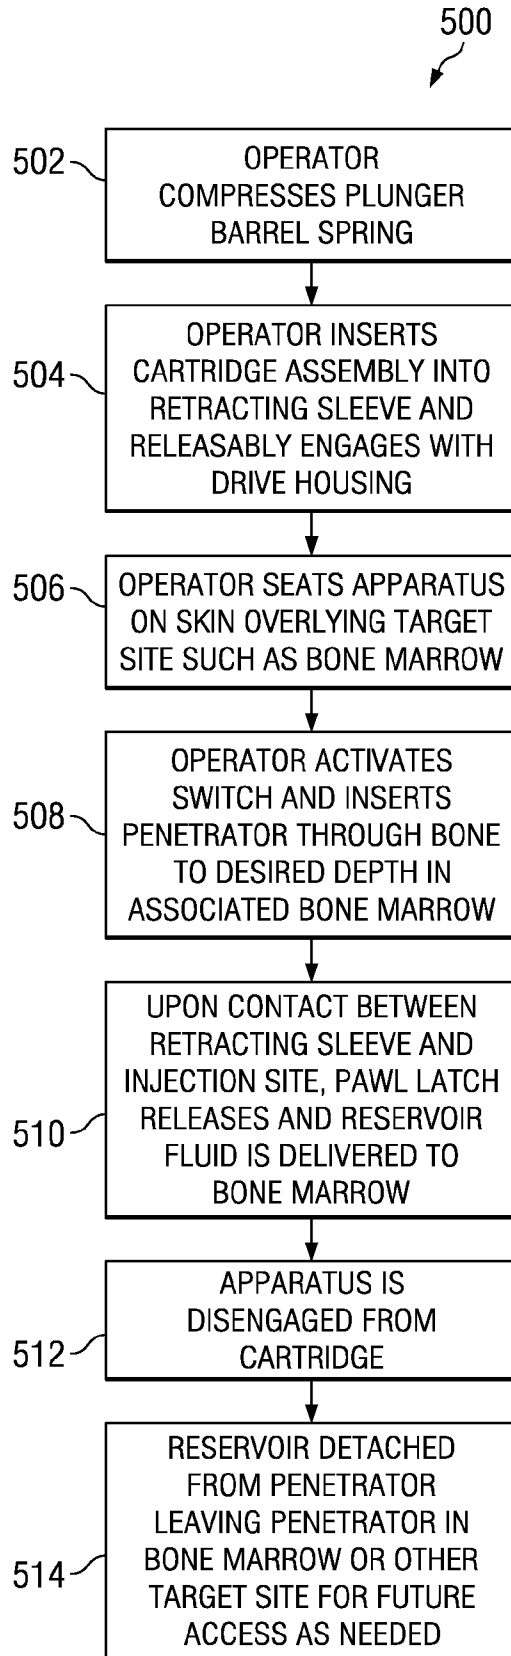 500
502
OPERATOR
COMPRESSES PLUNGER
BARREL SPRING
504
OPERATOR INSERTS
CARTRIDGE ASSEMBLY INTO
RETRACTING SLEEVE AND
RELEASABLY ENGAGES WITH
DRIVE HOUSING
506
OPERATOR SEATS APPARATUS
ON SKIN OVERLYING TARGET
SITE SUCH AS BONE MARROW
508
OPERATOR ACTIVATES
SWITCH AND INSERTS
PENETRATOR THROUGH BONE
TO DESIRED DEPTH IN
ASSOCIATED BONE MARROW
510
UPON CONTACT BETWEEN
RETRACTING SLEEVE AND
INJECTION SITE, PAWL LATCH
RELEASES AND RESERVOIR
FLUID IS DELIVERED TO
BONE MARROW
512
APPARATUS IS
DISENGAGED FROM
CARTRIDGE
514
RESERVOIR DETACHED
FROM PENETRATOR
LEAVING PENETRATOR IN
BONE MARROW OR OTHER
TARGET SITE FOR FUTURE
ACCESS AS NEEDED